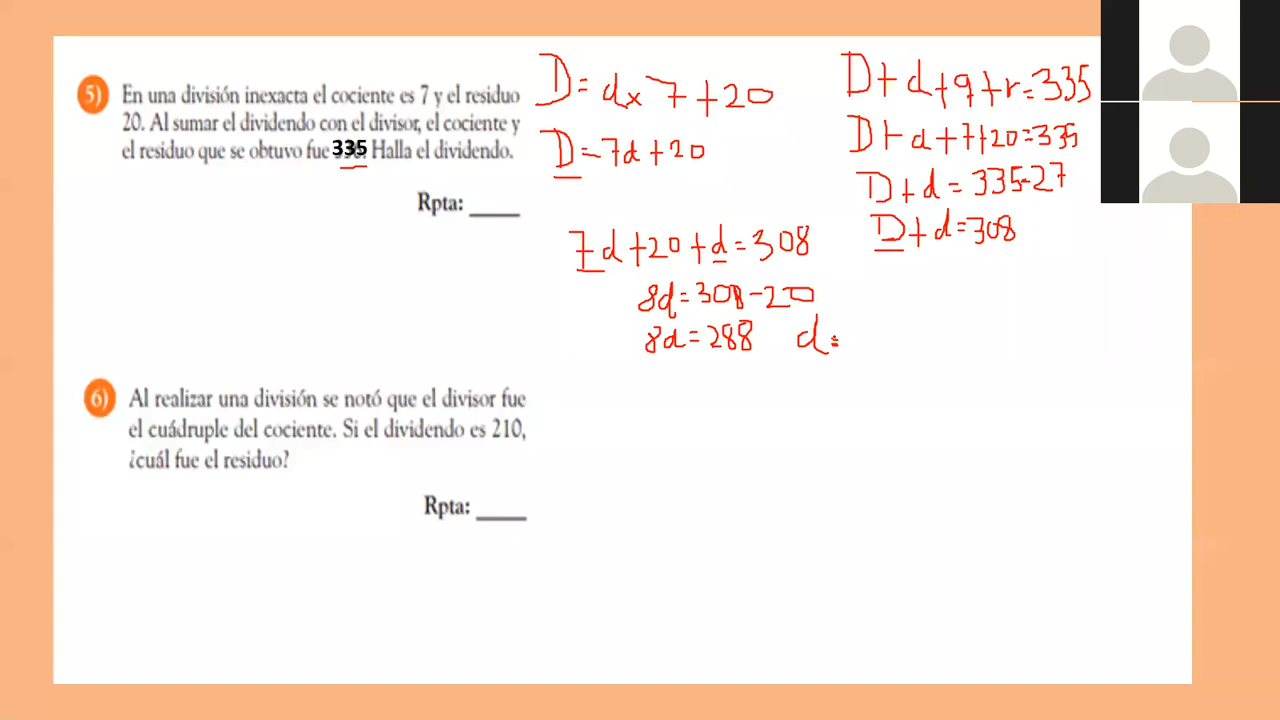 5) En una división inexacta el cociente es 7 y el residuo
20. Al sumar el dividendo con el divisor, el cociente y
el residuo que se obtuvo fue 335 Halla el dividendo.
Rpta: ____
D = d x 7 + 20
D = 7d + 20
D + d + q + r = 335
D + d + 7 + 20 = 335
D + d = 335 - 27
D + d = 308
7d + 20 + d = 308
8d = 308 - 20
8d = 288 d =
6) Al realizar una división se notó que el divisor fue
el cuádruple del cociente. Si el dividendo es 210,
¿cuál fue el residuo?
Rpta: ____